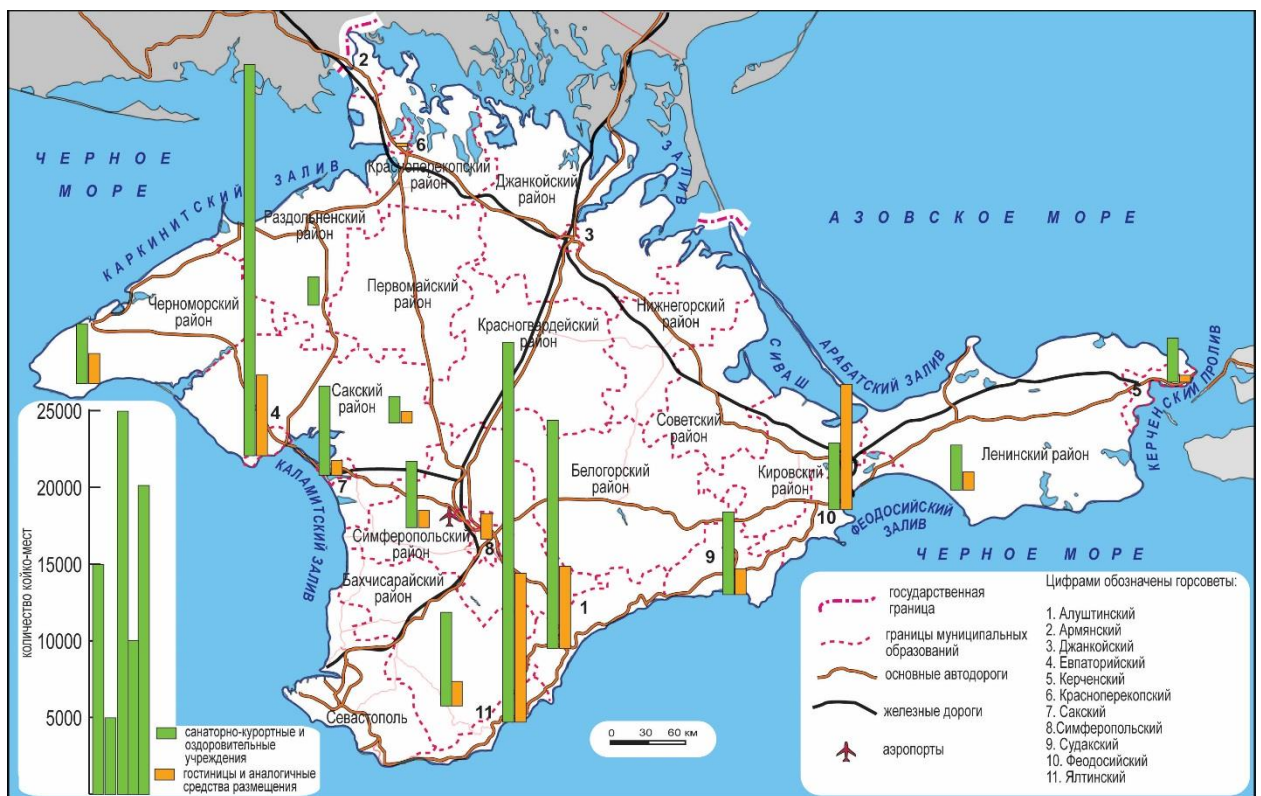 2
6
ЧЕРНОЕ
МОРЕ
КАРКИНИТСКИЙ ЗАЛИВ
Красноперекопский
район
Джанкойский
район
ЗАЛИВ
АЗОВСКОЕ МОРЕ
Раздольненский
район
3
Черноморский
район
Первомайский
район
Красногвардейский
район
Нижнегорский
район
СИВАШ
АРАБАТСКИЙ ЗАЛИВ
КЕРЧЕНСКИЙ ПРОЛИВ
5
Сакский
район
4
Советский
район
Белогорский
район
Кировский
район
Ленинский район
КАЛАМИТСКИЙ ЗАЛИВ
7
10
ФЕОДОСИЙСКИЙ
ЗАЛИВ
Симферопольский
район
8
9
ЧЕРНОЕ МОРЕ
Бахчисарайский
район
1
11
Севастополь
0 30 60 км
количество койко-мест
25000
20000
15000
10000
5000
санаторно-курортные и
оздоровительные
учреждения
гостиницы и аналогичные
средства размещения
государственная
граница
границы муниципальных
образований
основные автодороги
железные дороги
аэропорты
Цифрами обозначены горсоветы:
1. Алуштинский
2. Армянский
3. Джанкойский
4. Евпаторийский
5. Керченский
6. Красноперекопский
7. Сакский
8.Симферопольский
9. Судакский
10. Феодосийский
11. Ялтинский